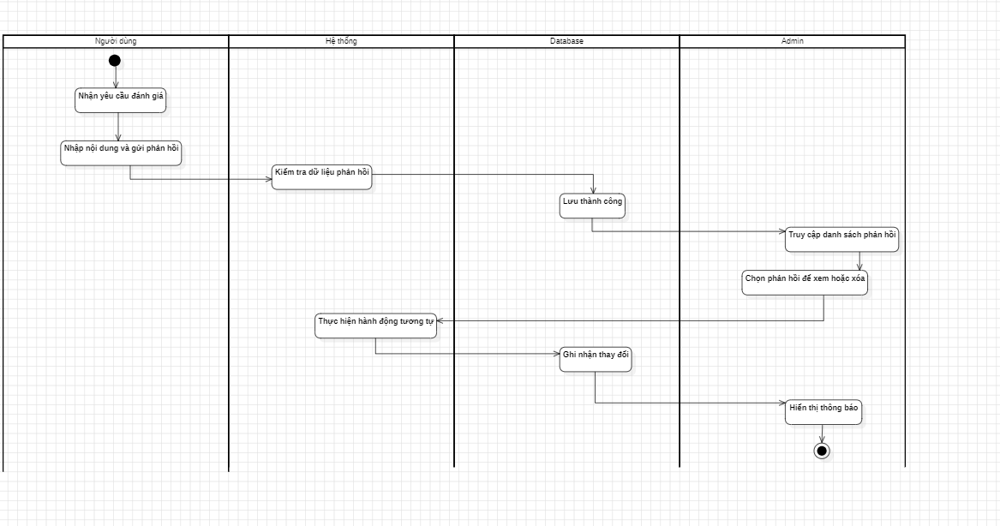 Người dùng
Hệ thống
Database
Admin
Nhận yêu cầu đánh giá
Nhập nội dung và gửi phản hồi
Kiểm tra dữ liệu phản hồi
Lưu thành công
Truy cập danh sách phản hồi
Chọn phản hồi để xem hoặc xóa
Thực hiện hành động tương tự
Ghi nhận thay đổi
Hiển thị thông báo